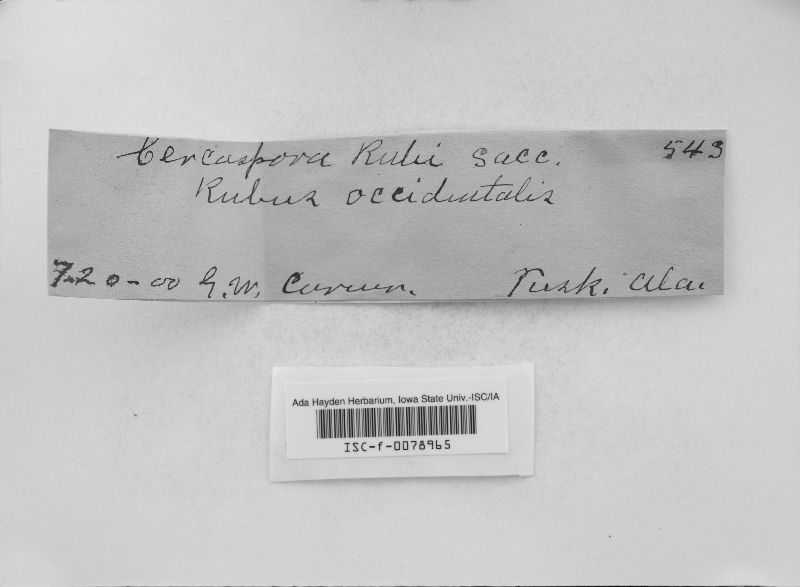 Cercospora Rubi Sacc. 543
Rubus occidentalis
7-20-00 G.W. Carver. Tusk. Ala.
Ada Hayden Herbarium, Iowa State Univ.-ISC/IA
ISC-f-0078965